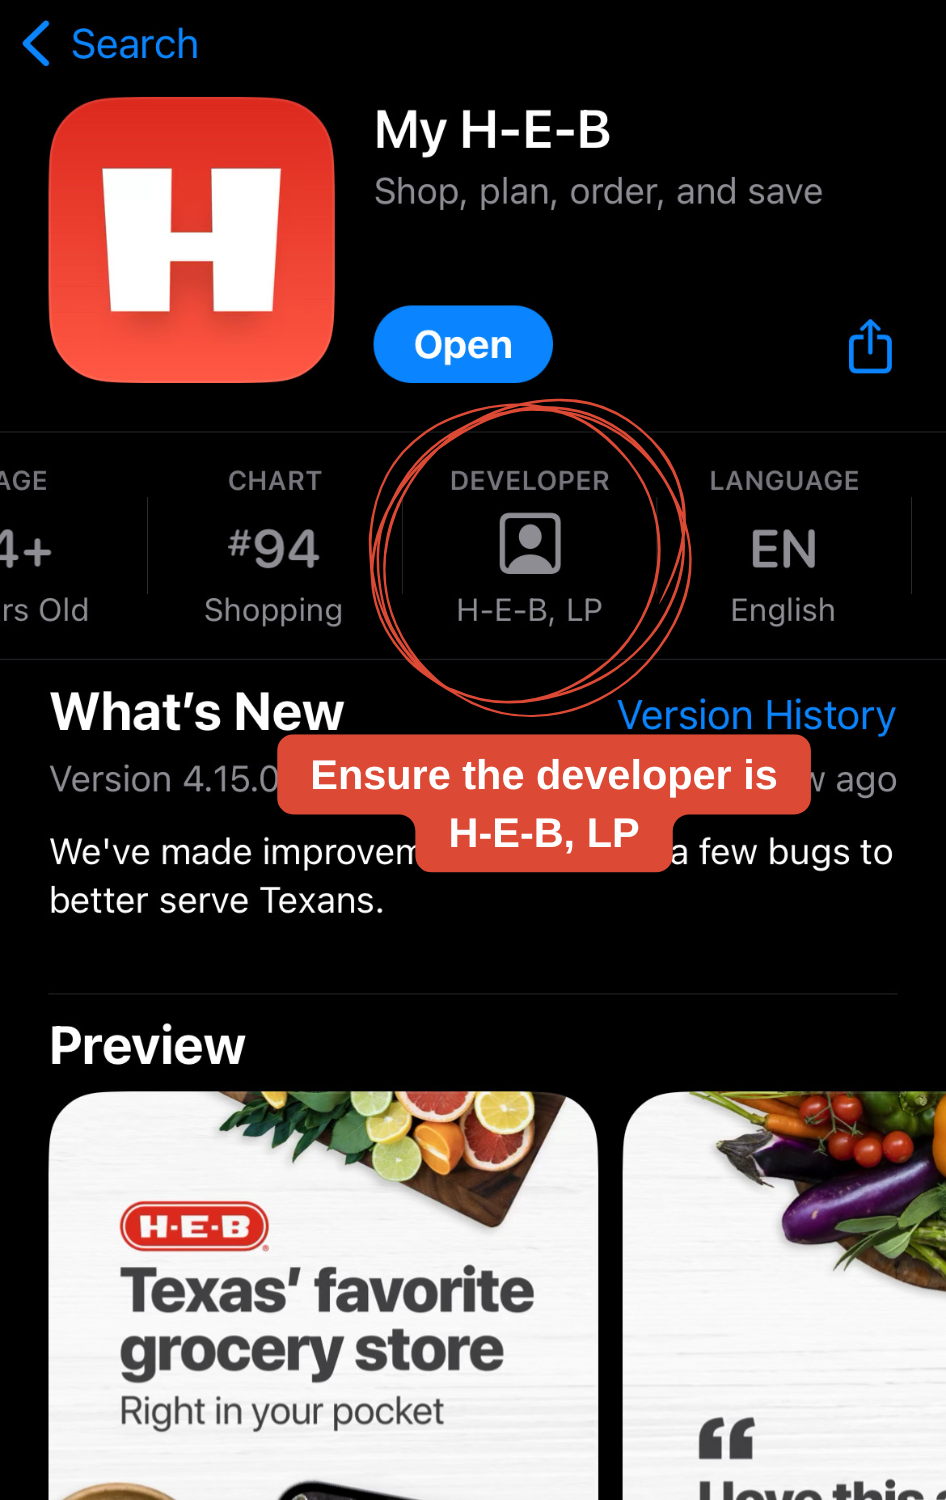 Search
My H-E-B
Shop, plan, order, and save
Open
AGE CHART DEVELOPER LANGUAGE
4+ #94 EN
rs Old Shopping H-E-B, LP English
What's New Version History
Version 4.15.0 ago
Ensure the developer is
H-E-B, LP
We've made a few bugs to
better serve Texans.
Preview
H-E-B
Texas' favorite
grocery store
Right in your pocket
“
I love this